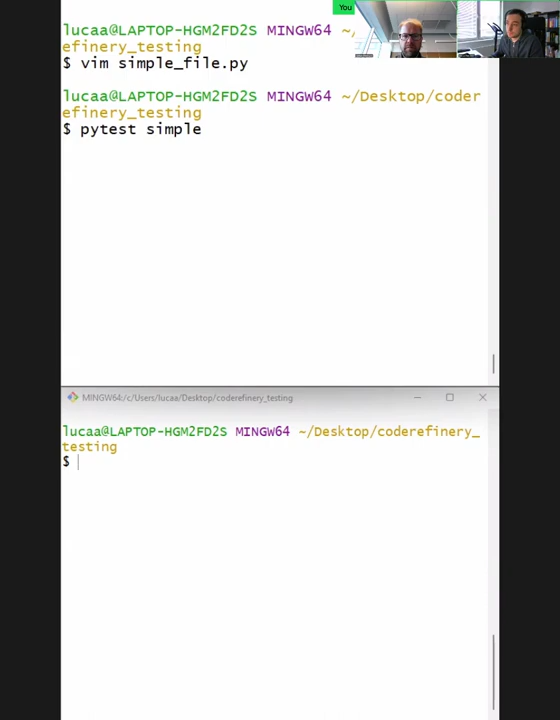 You
lucaa@LAPTOP-HGM2FD2S MINGW64 ~/
efinery_testing
$ vim simple_file.py
lucaa@LAPTOP-HGM2FD2S MINGW64 ~/Desktop/coder
efinery_testing
$ pytest simple
MINGW64:/c/Users/lucaa/Desktop/coderefinery_testing
lucaa@LAPTOP-HGM2FD2S MINGW64 ~/Desktop/coderefinery_
testing
$